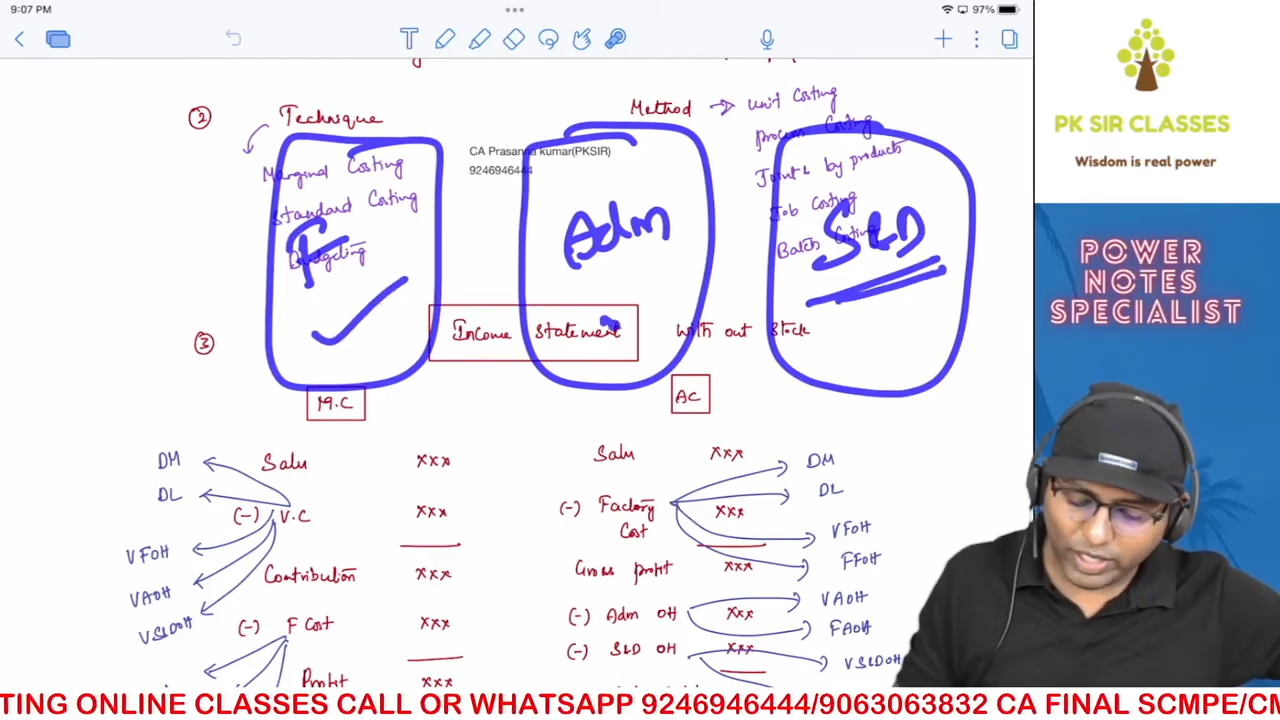 9:07 PM
97%
T
PK SIR CLASSES
Wisdom is real power
POWER
NOTES
SPECIALIST
② Technique
Method → Unit Costing
Process Costing
Joint & by products
Job Costing
Batch Costing
Marginal Costing
Standard Costing
Budgeting
CA Prasanna kumar(PKSIR)
9246946444
F
Adm
S&D
③ Income Statement with out Stock
M.C
AC
Sales xxx
(-) V.C xxx
Contribution xxx
(-) F Cost xxx
Profit xxx
DM
DL
VFOH
VAOH
VS&DOH
Sales xxx
(-) Factory Cost xxx
Gross profit xxx
(-) Adm OH xxx
(-) S&D OH xxx
DM
DL
VFOH
FFOH
VAOH
FAOH
VS&DOH
TING ONLINE CLASSES CALL OR WHATSAPP 9246946444/9063063832 CA FINAL SCMPE/CM